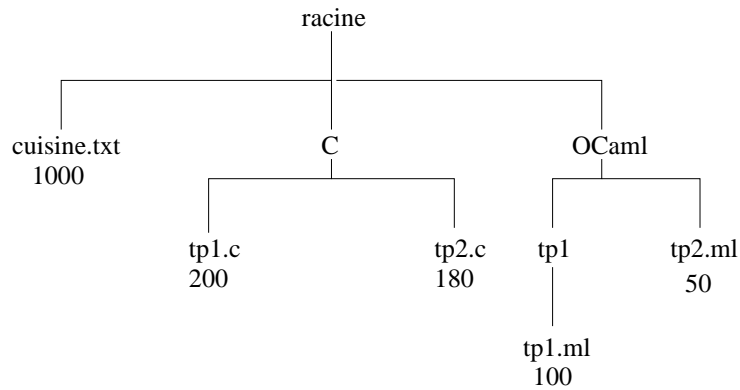 racine
cuisine.txt
1000
C
OCaml
tp1.c
200
tp2.c
180
tp1
tp2.ml
50
tp1.ml
100